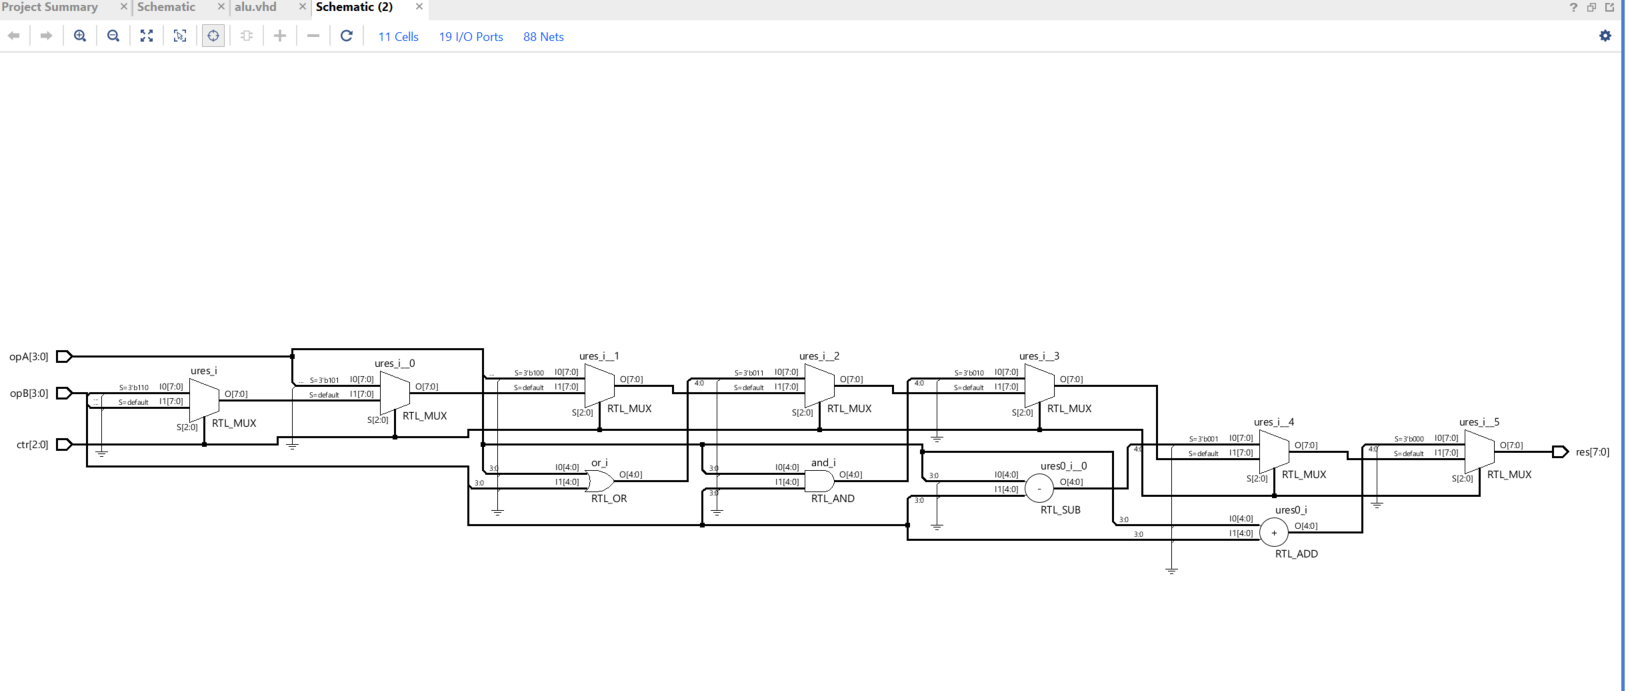 Project Summary × Schematic × alu.vhd × Schematic (2) ×
11 Cells 19 I/O Ports 88 Nets
opA[3:0]
opB[3:0]
ctr[2:0]
ures_i
S=3'b110 I0[7:0]
S=default I1[7:0]
O[7:0]
S[2:0]
RTL_MUX
ures_i__0
S=3'b101 I0[7:0]
S=default I1[7:0]
O[7:0]
S[2:0]
RTL_MUX
ures_i__1
S=3'b100 I0[7:0]
S=default I1[7:0]
O[7:0]
S[2:0]
RTL_MUX
or_i
3:0 I0[4:0]
3:0 I1[4:0]
O[4:0]
RTL_OR
ures_i__2
4:0
S=3'b011 I0[7:0]
S=default I1[7:0]
O[7:0]
S[2:0]
RTL_MUX
and_i
3:0 I0[4:0]
3:0 I1[4:0]
O[4:0]
RTL_AND
ures_i__3
4:0
S=3'b010 I0[7:0]
S=default I1[7:0]
O[7:0]
S[2:0]
RTL_MUX
ures0_i__0
3:0 I0[4:0]
3:0 I1[4:0]
-
O[4:0]
RTL_SUB
ures_i__4
4:0
S=3'b001 I0[7:0]
S=default I1[7:0]
O[7:0]
S[2:0]
RTL_MUX
ures0_i
3:0 I0[4:0]
3:0 I1[4:0]
+
O[4:0]
RTL_ADD
ures_i__5
4:0
S=3'b000 I0[7:0]
S=default I1[7:0]
O[7:0]
S[2:0]
RTL_MUX
res[7:0]